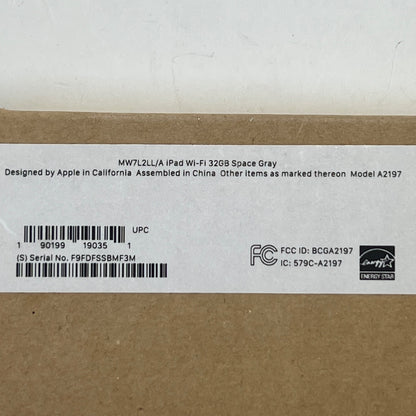 MW7L2LL/A iPad Wi-Fi 32GB Space Gray
Designed by Apple in California Assembled in China Other items as marked thereon Model A2197
UPC
1 90199 19035 1
(S) Serial No. F9FDFSSBMF3M
FC FCC ID: BCGA2197
IC: 579C-A2197
energy
ENERGY STAR